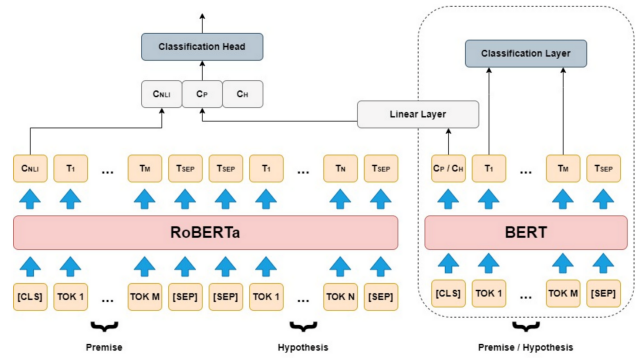 Classification Head
Classification Layer
CNLI CP CH
Linear Layer
CNLI T1 ... TM TSEP TSEP T1 ... TN TSEP
CP / CH T1 ... TM TSEP
RoBERTa
BERT
[CLS] TOK 1 ... TOK M [SEP] [SEP] TOK 1 ... TOK N [SEP]
[CLS] TOK 1 ... TOK M [SEP]
Premise
Hypothesis
Premise / Hypothesis